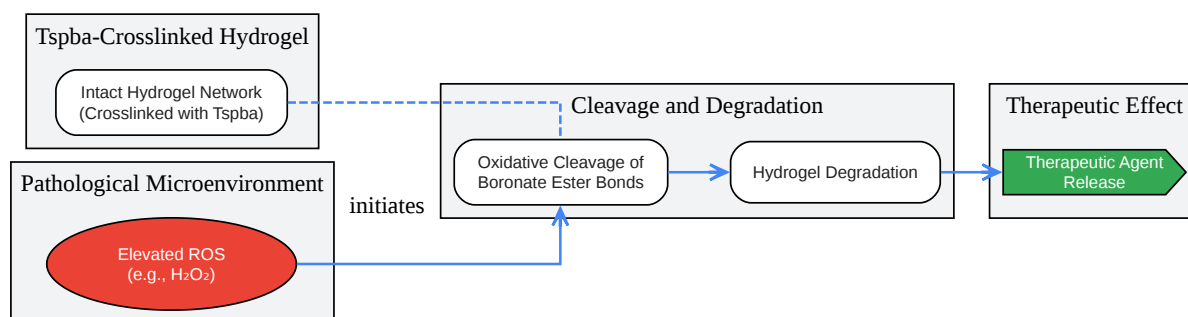 Tspba-Crosslinked Hydrogel
Intact Hydrogel Network
(Crosslinked with Tspba)
Pathological Microenvironment
Elevated ROS
(e.g., H₂O₂)
initiates
Cleavage and Degradation
Oxidative Cleavage of
Boronate Ester Bonds
Hydrogel Degradation
Therapeutic Effect
Therapeutic Agent
Release